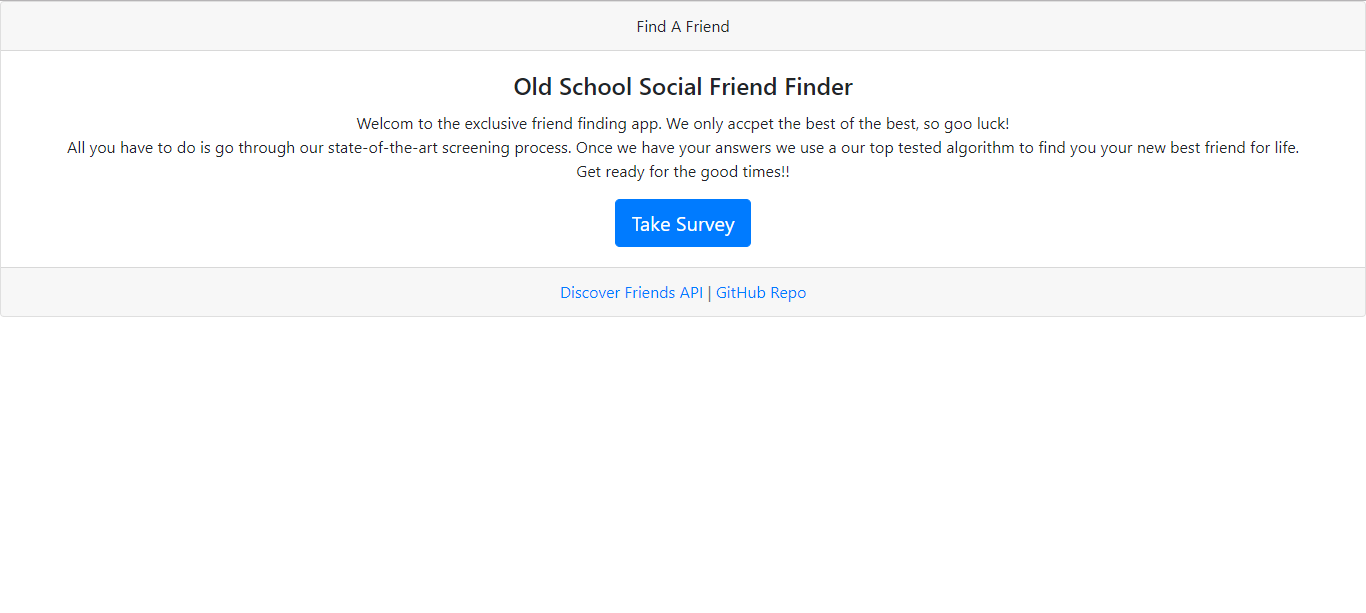 Find A Friend
Old School Social Friend Finder
Welcom to the exclusive friend finding app. We only accpet the best of the best, so goo luck!
All you have to do is go through our state-of-the-art screening process. Once we have your answers we use a our top tested algorithm to find you your new best friend for life.
Get ready for the good times!!
Take Survey
Discover Friends API | GitHub Repo